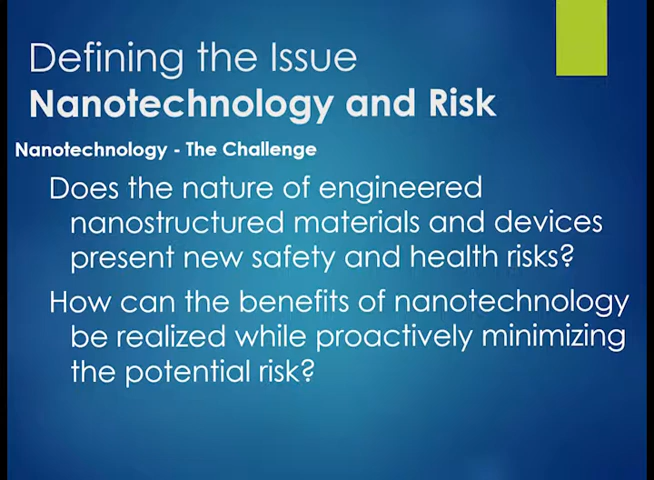 Defining the Issue
Nanotechnology and Risk
Nanotechnology - The Challenge
Does the nature of engineered
nanostructured materials and devices
present new safety and health risks?
How can the benefits of nanotechnology
be realized while proactively minimizing
the potential risk?